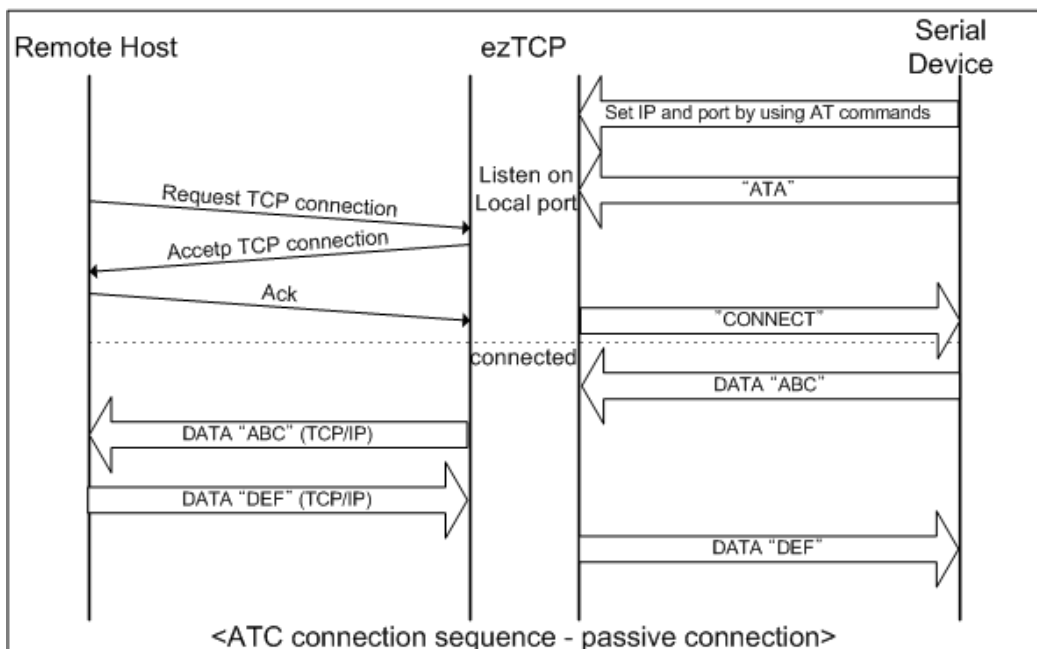 Remote Host
ezTCP
Serial
Device
Set IP and port by using AT commands
Listen on
Local port
"ATA"
Request TCP connection
Accetp TCP connection
Ack
"CONNECT"
connected
DATA "ABC"
DATA "ABC" (TCP/IP)
DATA "DEF" (TCP/IP)
DATA "DEF"
<ATC connection sequence - passive connection>